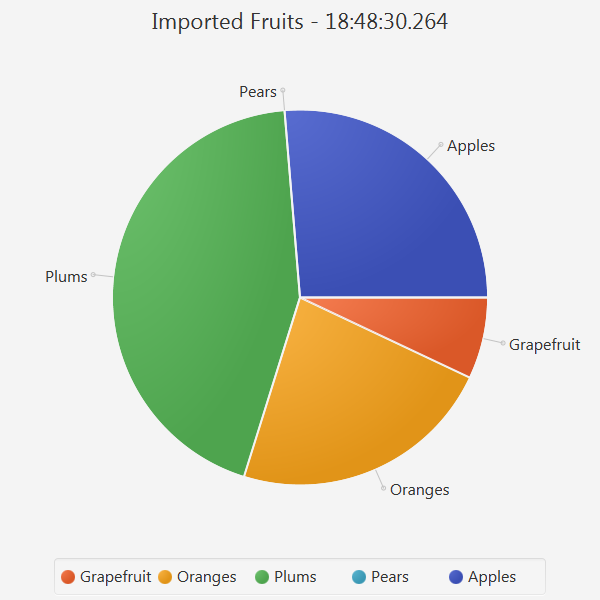 Imported Fruits - 18:48:30.264
Pears
Apples
Plums
Grapefruit
Oranges
Grapefruit Oranges Plums Pears Apples